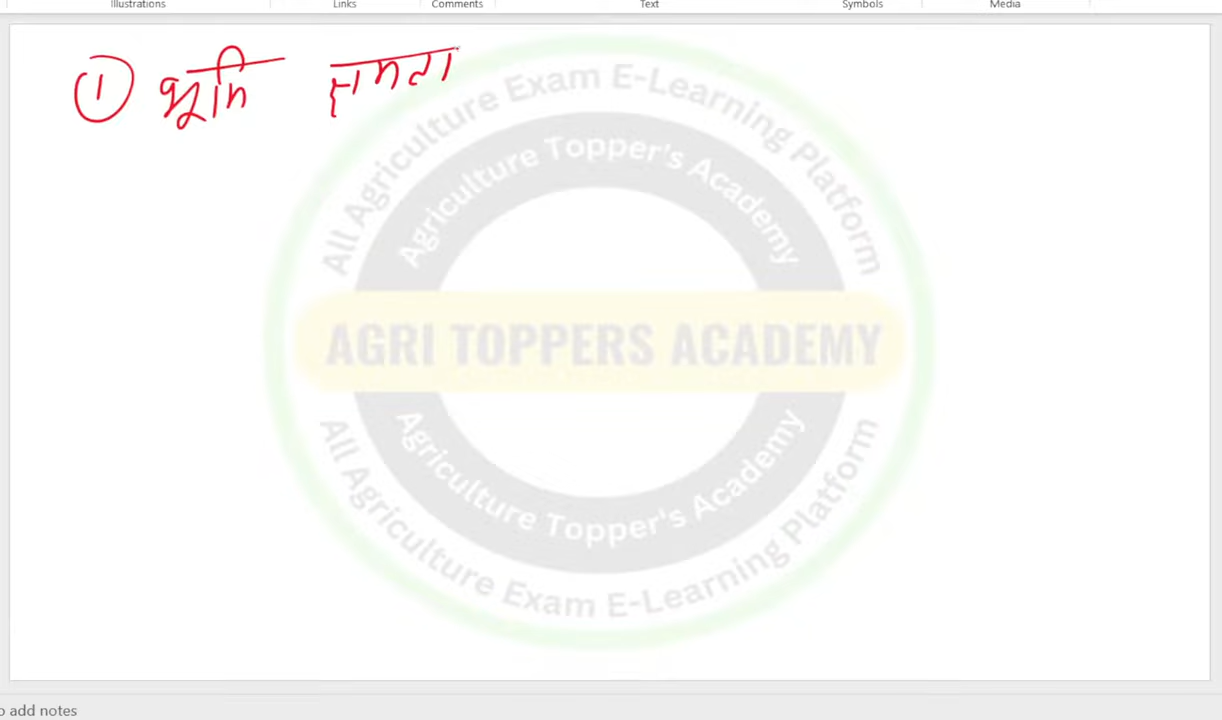 Illustrations Links Comments Text Symbols Media
① भूमि क्षमता
All Agriculture Exam E-Learning Platform
Agriculture Topper's Academy
AGRI TOPPERS ACADEMY
Agriculture Topper's Academy
All Agriculture Exam E-Learning Platform
o add notes